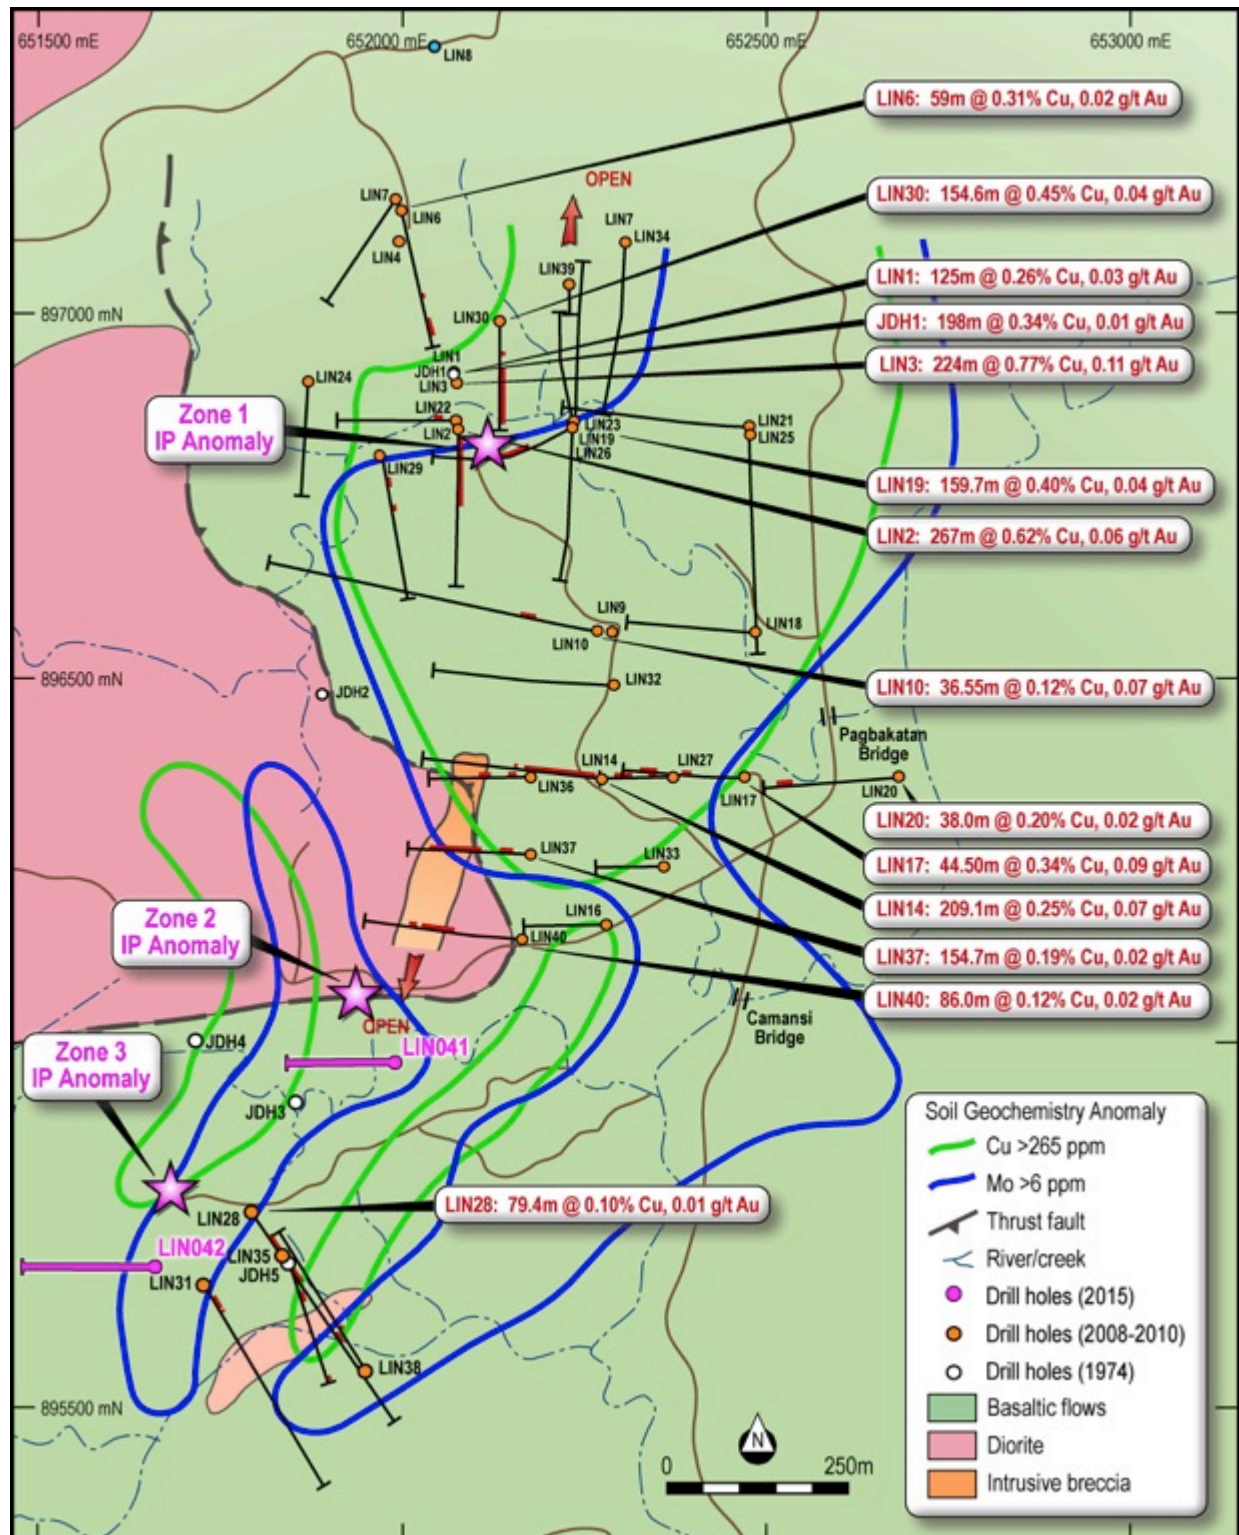 651500 mE
652000 mE
652500 mE
653000 mE
LIN8
LIN6: 59m @ 0.31% Cu, 0.02 g/t Au
OPEN
LIN7
LIN6
LIN4
LIN30: 154.6m @ 0.45% Cu, 0.04 g/t Au
LIN7
LIN34
LIN39
LIN1: 125m @ 0.26% Cu, 0.03 g/t Au
897000 mN
LIN30
JDH1: 198m @ 0.34% Cu, 0.01 g/t Au
LIN1
JDH1
LIN3
LIN3: 224m @ 0.77% Cu, 0.11 g/t Au
LIN24
Zone 1
IP Anomaly
LIN22
LIN2
LIN23
LIN19
LIN26
LIN21
LIN25
LIN29
LIN19: 159.7m @ 0.40% Cu, 0.04 g/t Au
LIN2: 267m @ 0.62% Cu, 0.06 g/t Au
LIN9
LIN10
LIN18
896500 mN
JDH2
LIN32
LIN10: 36.55m @ 0.12% Cu, 0.07 g/t Au
Pagbakatan
Bridge
LIN14
LIN27
LIN36
LIN17
LIN20
LIN20: 38.0m @ 0.20% Cu, 0.02 g/t Au
LIN37
LIN33
LIN17: 44.50m @ 0.34% Cu, 0.09 g/t Au
LIN14: 209.1m @ 0.25% Cu, 0.07 g/t Au
Zone 2
IP Anomaly
LIN16
LIN40
LIN37: 154.7m @ 0.19% Cu, 0.02 g/t Au
LIN40: 86.0m @ 0.12% Cu, 0.02 g/t Au
Camansi
Bridge
OPEN
Zone 3
IP Anomaly
JDH4
LIN041
JDH3
LIN28
LIN28: 79.4m @ 0.10% Cu, 0.01 g/t Au
LIN042
LIN35
JDH5
LIN31
LIN38
895500 mN
N
0
250m
Soil Geochemistry Anomaly
Cu >265 ppm
Mo >6 ppm
Thrust fault
River/creek
Drill holes (2015)
Drill holes (2008-2010)
Drill holes (1974)
Basaltic flows
Diorite
Intrusive breccia